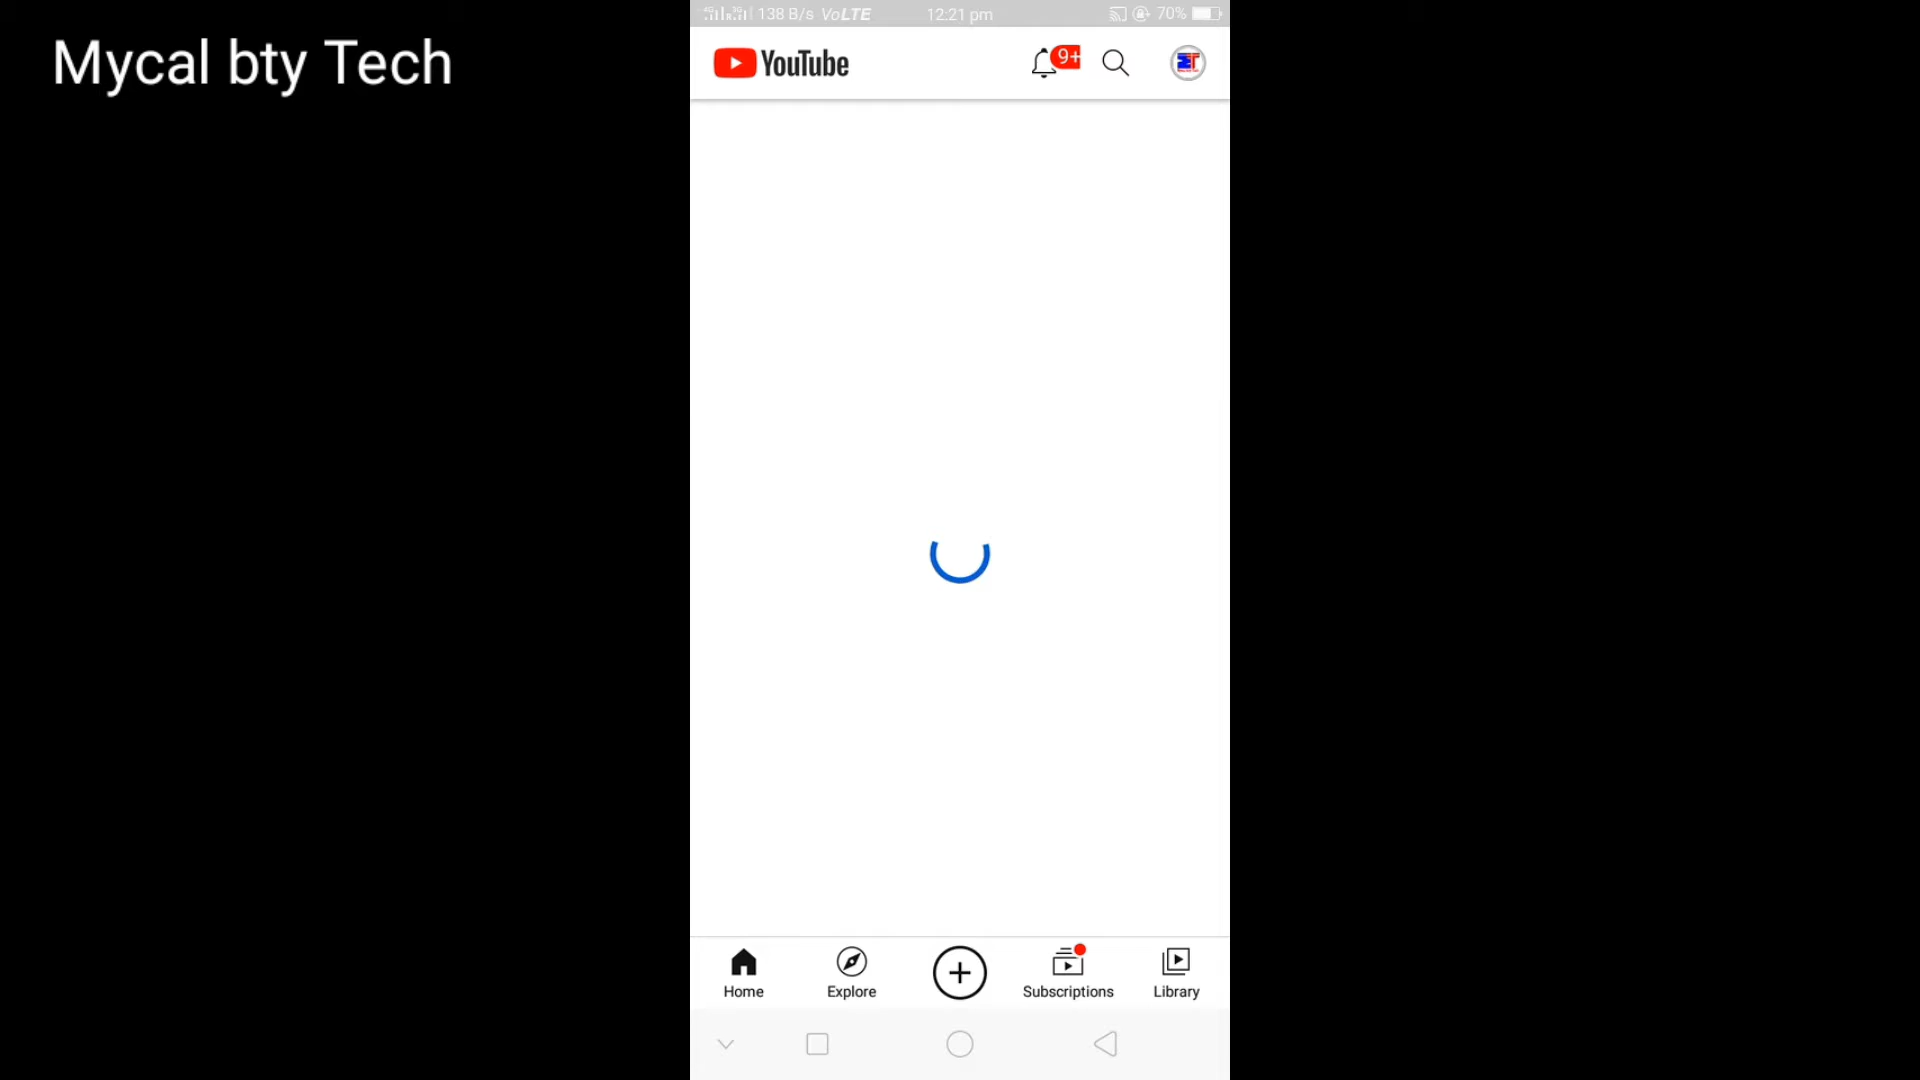 Mycal bty Tech
138 B/s VoLTE 12:21 pm 70%
YouTube 9+
Home Explore Subscriptions Library